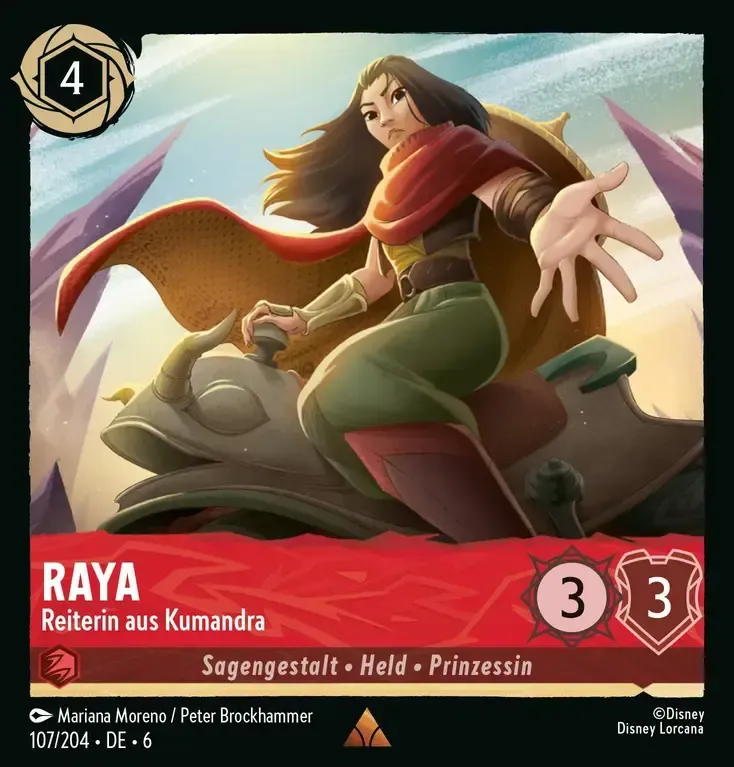 4
RAYA
Reiterin aus Kumandra
3
3
Sagengestalt • Held • Prinzessin
Mariana Moreno / Peter Brockhammer
©Disney
107/204 • DE • 6
Disney Lorcana